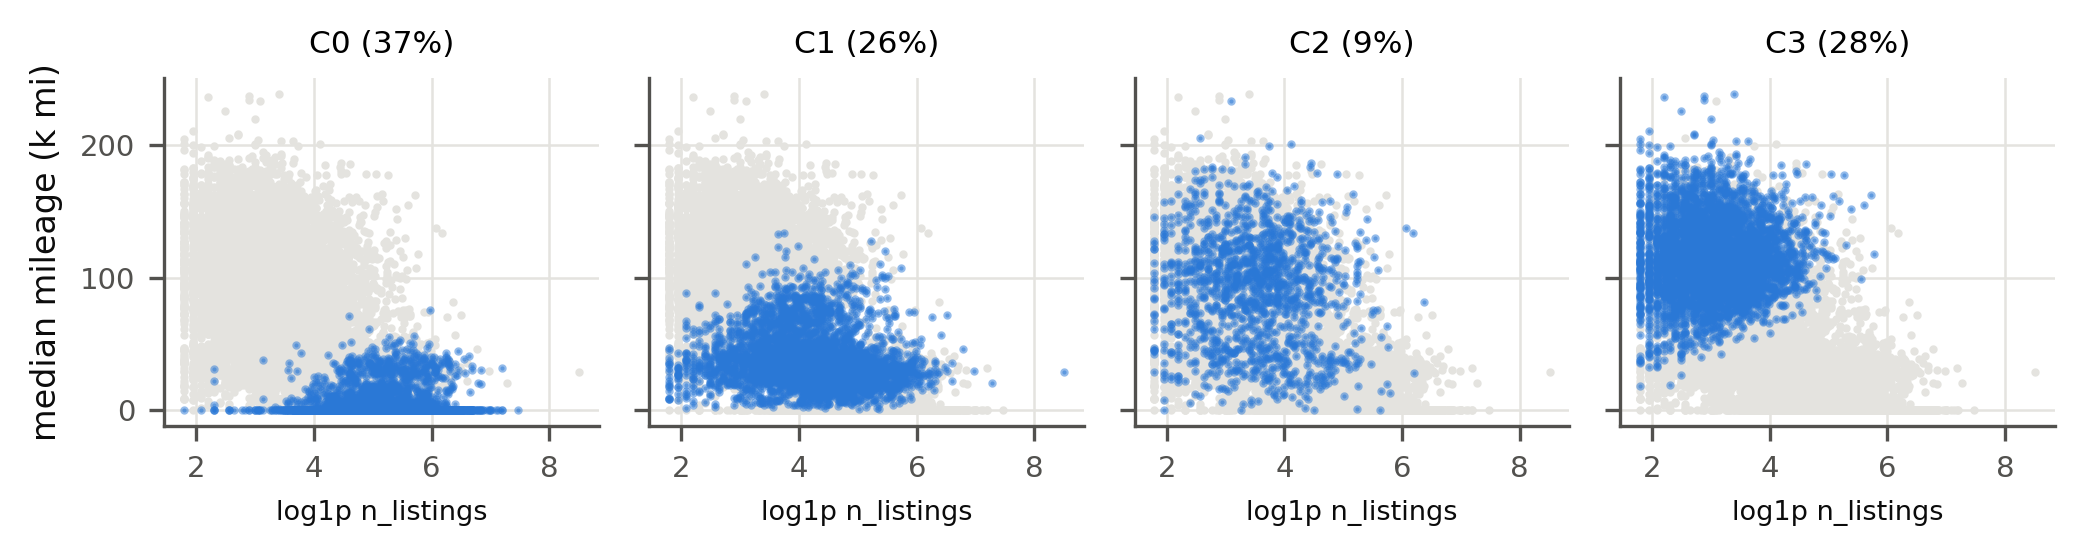 C0 (37%) C1 (26%) C2 (9%) C3 (28%)
median mileage (k mi)
200
100
0
2 4 6 8 2 4 6 8 2 4 6 8 2 4 6 8
log1p n_listings log1p n_listings log1p n_listings log1p n_listings